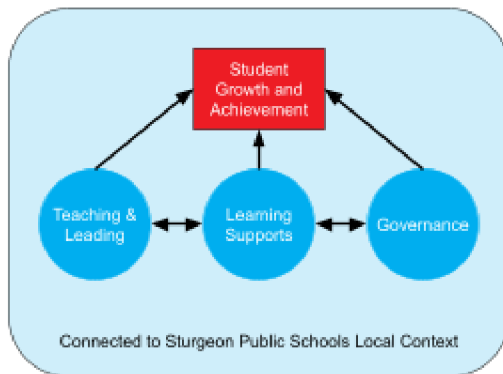 Student
Growth and
Achievement
Teaching &
Leading
Learning
Supports
Governance
Connected to Sturgeon Public Schools Local Context